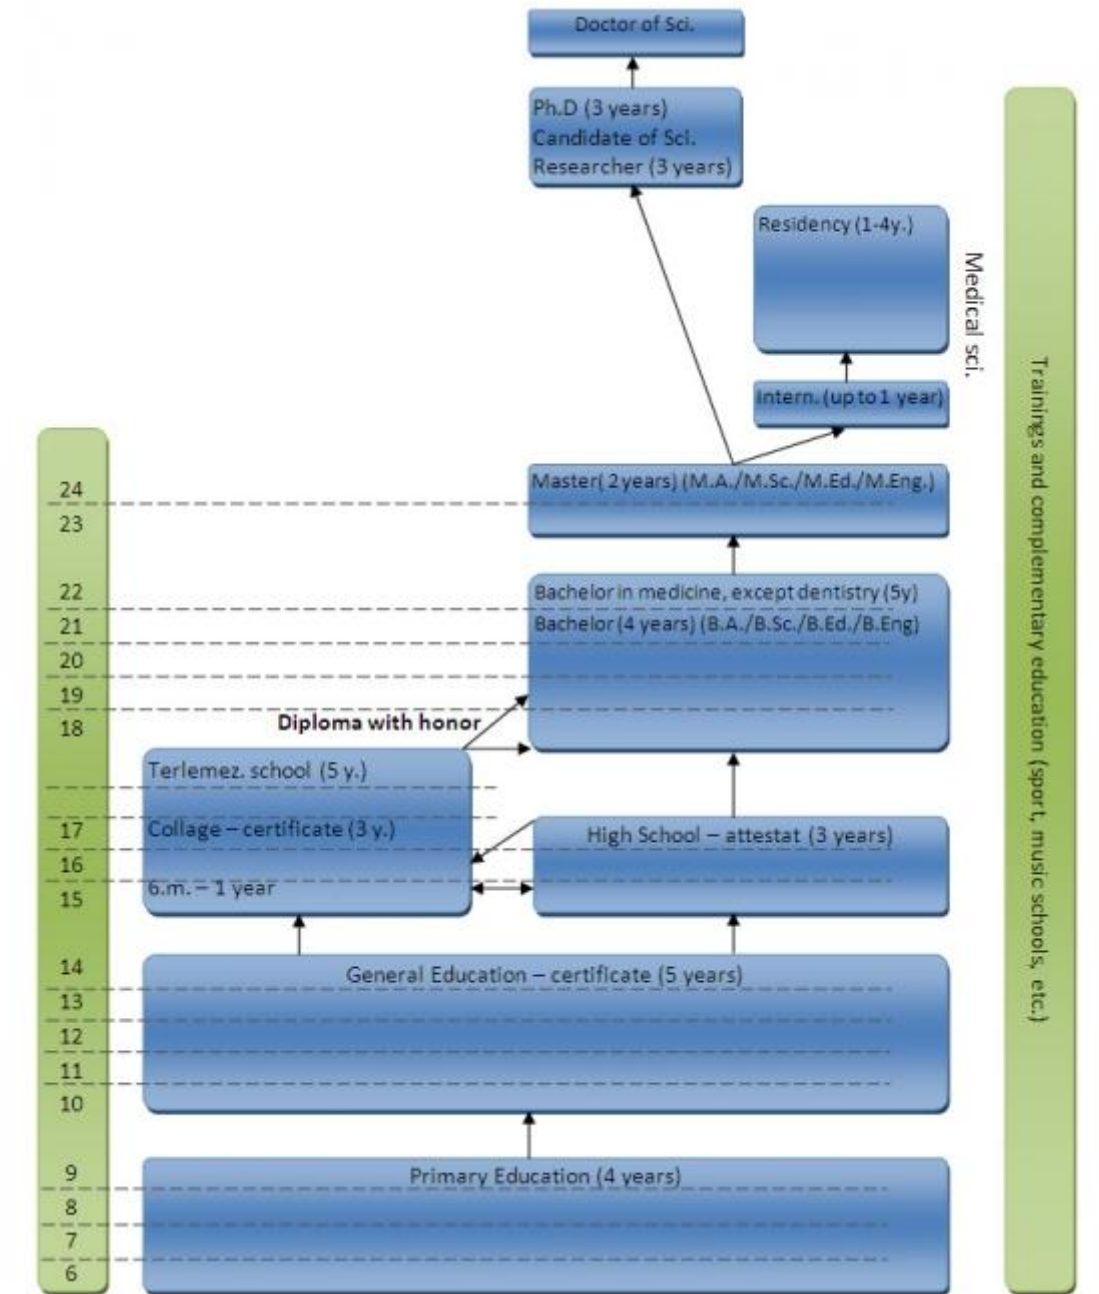 Doctor of Sci.
Ph.D (3 years)
Candidate of Sci.
Researcher (3 years)
Residency (1-4y.)
Medical sci.
Intern. (up to 1 year)
Master( 2 years) (M.A./M.Sc./M.Ed./M.Eng.)
24
23
Bachelor in medicine, except dentistry (5y)
Bachelor (4 years) (B.A./B.Sc./B.Ed./B.Eng)
22
21
20
19
18
Diploma with honor
Terlemez. school (5 y.)
Collage – certificate (3 y.)
6.m. – 1 year
High School – attestat (3 years)
17
16
15
General Education – certificate (5 years)
14
13
12
11
10
Primary Education (4 years)
9
8
7
6
Trainings and complementary education (sport, music schools, etc.)